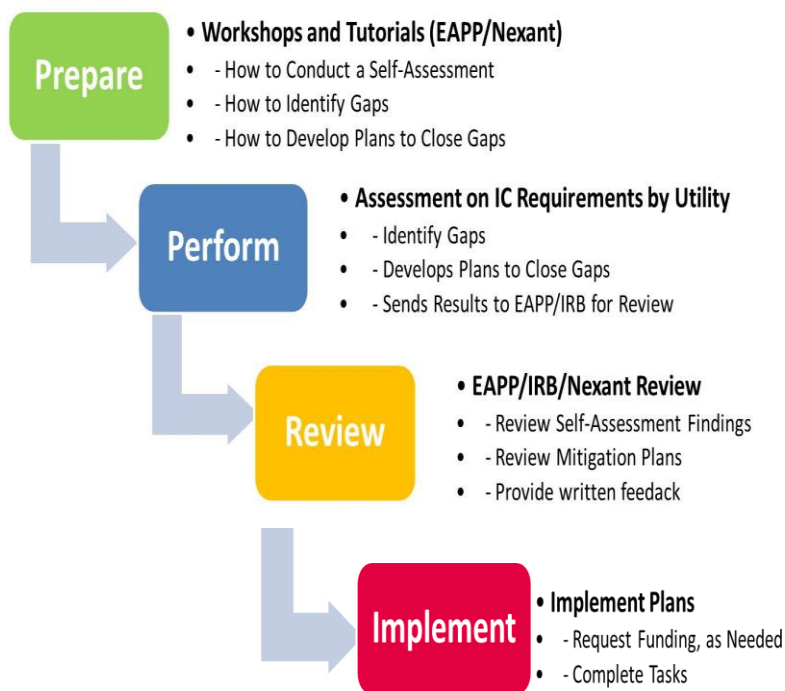 Prepare
• Workshops and Tutorials (EAPP/Nexant)
• - How to Conduct a Self-Assessment
• - How to Identify Gaps
• - How to Develop Plans to Close Gaps
Perform
• Assessment on IC Requirements by Utility
• - Identify Gaps
• - Develops Plans to Close Gaps
• - Sends Results to EAPP/IRB for Review
Review
• EAPP/IRB/Nexant Review
• - Review Self-Assessment Findings
• - Review Mitigation Plans
• - Provide written feedack
Implement
• Implement Plans
• - Request Funding, as Needed
• - Complete Tasks